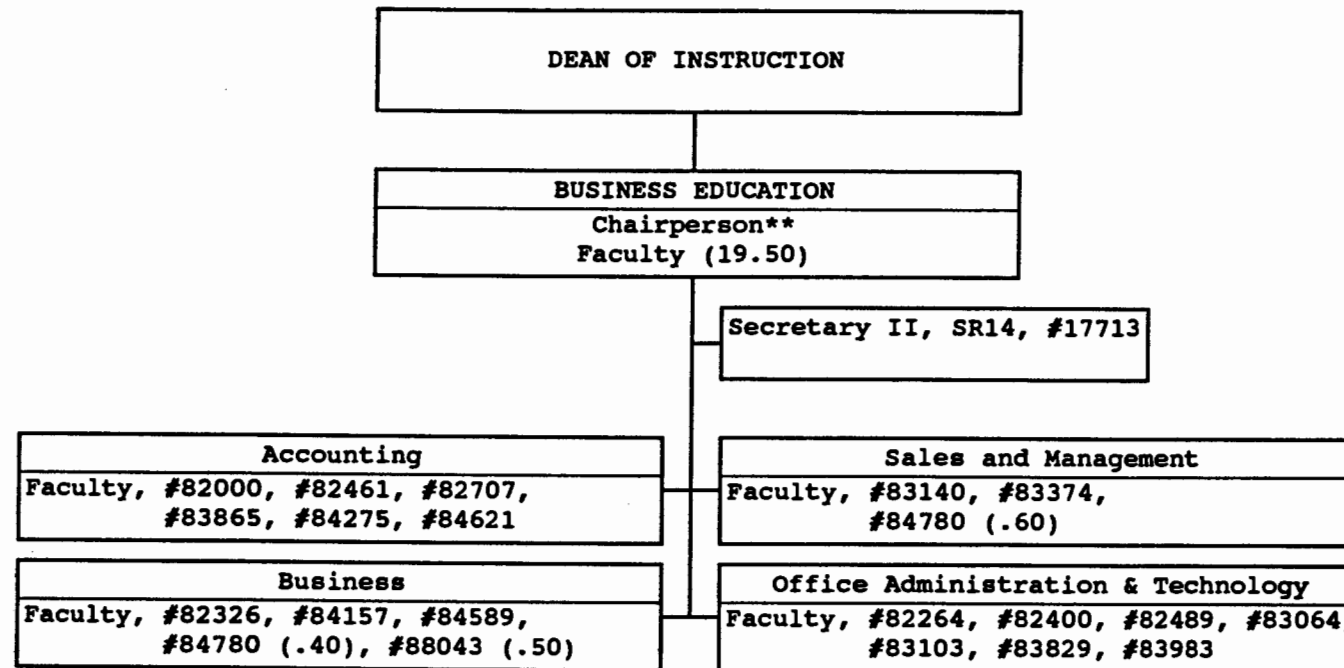 DEAN OF INSTRUCTION
BUSINESS EDUCATION
Chairperson**
Faculty (19.50)
Secretary II, SR14, #17713
Accounting
Faculty, #82000, #82461, #82707,
#83865, #84275, #84621
Sales and Management
Faculty, #83140, #83374,
#84780 (.60)
Business
Faculty, #82326, #84157, #84589,
#84780 (.40), #88043 (.50)
Office Administration & Technology
Faculty, #82264, #82400, #82489, #83064
#83103, #83829, #83983